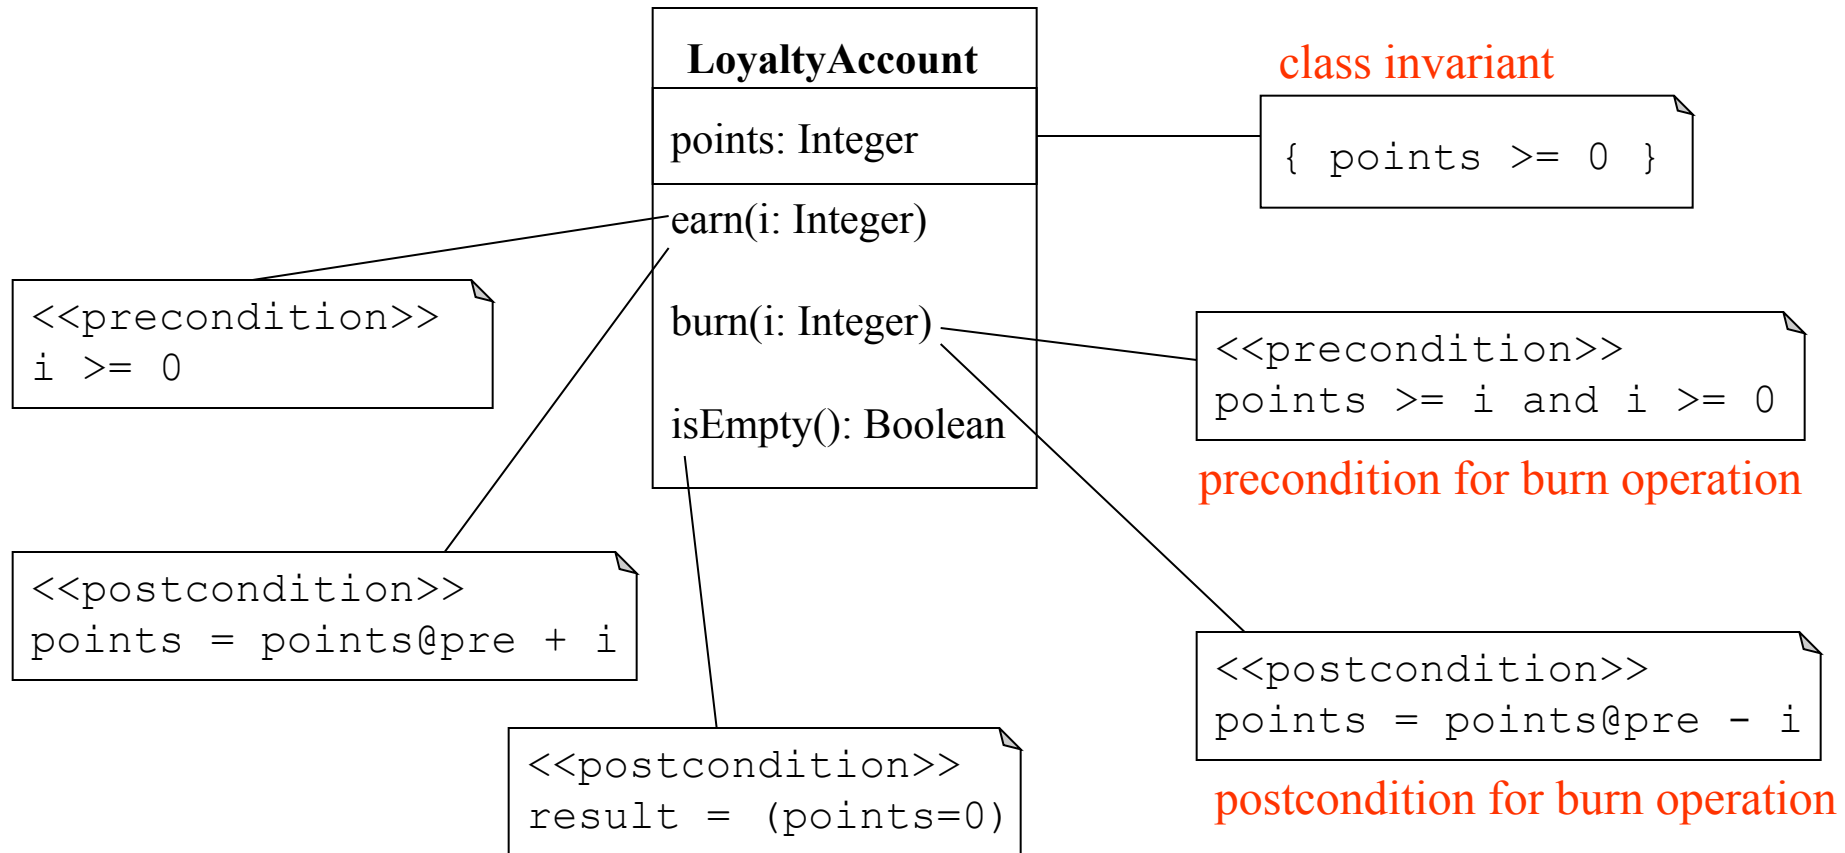 LoyaltyAccount
class invariant
points: Integer
{ points >= 0 }
earn(i: Integer)
<<precondition>>
i >= 0
burn(i: Integer)
<<precondition>>
points >= i and i >= 0
precondition for burn operation
isEmpty(): Boolean
<<postcondition>>
points = points@pre + i
<<postcondition>>
points = points@pre - i
postcondition for burn operation
<<postcondition>>
result = (points=0)